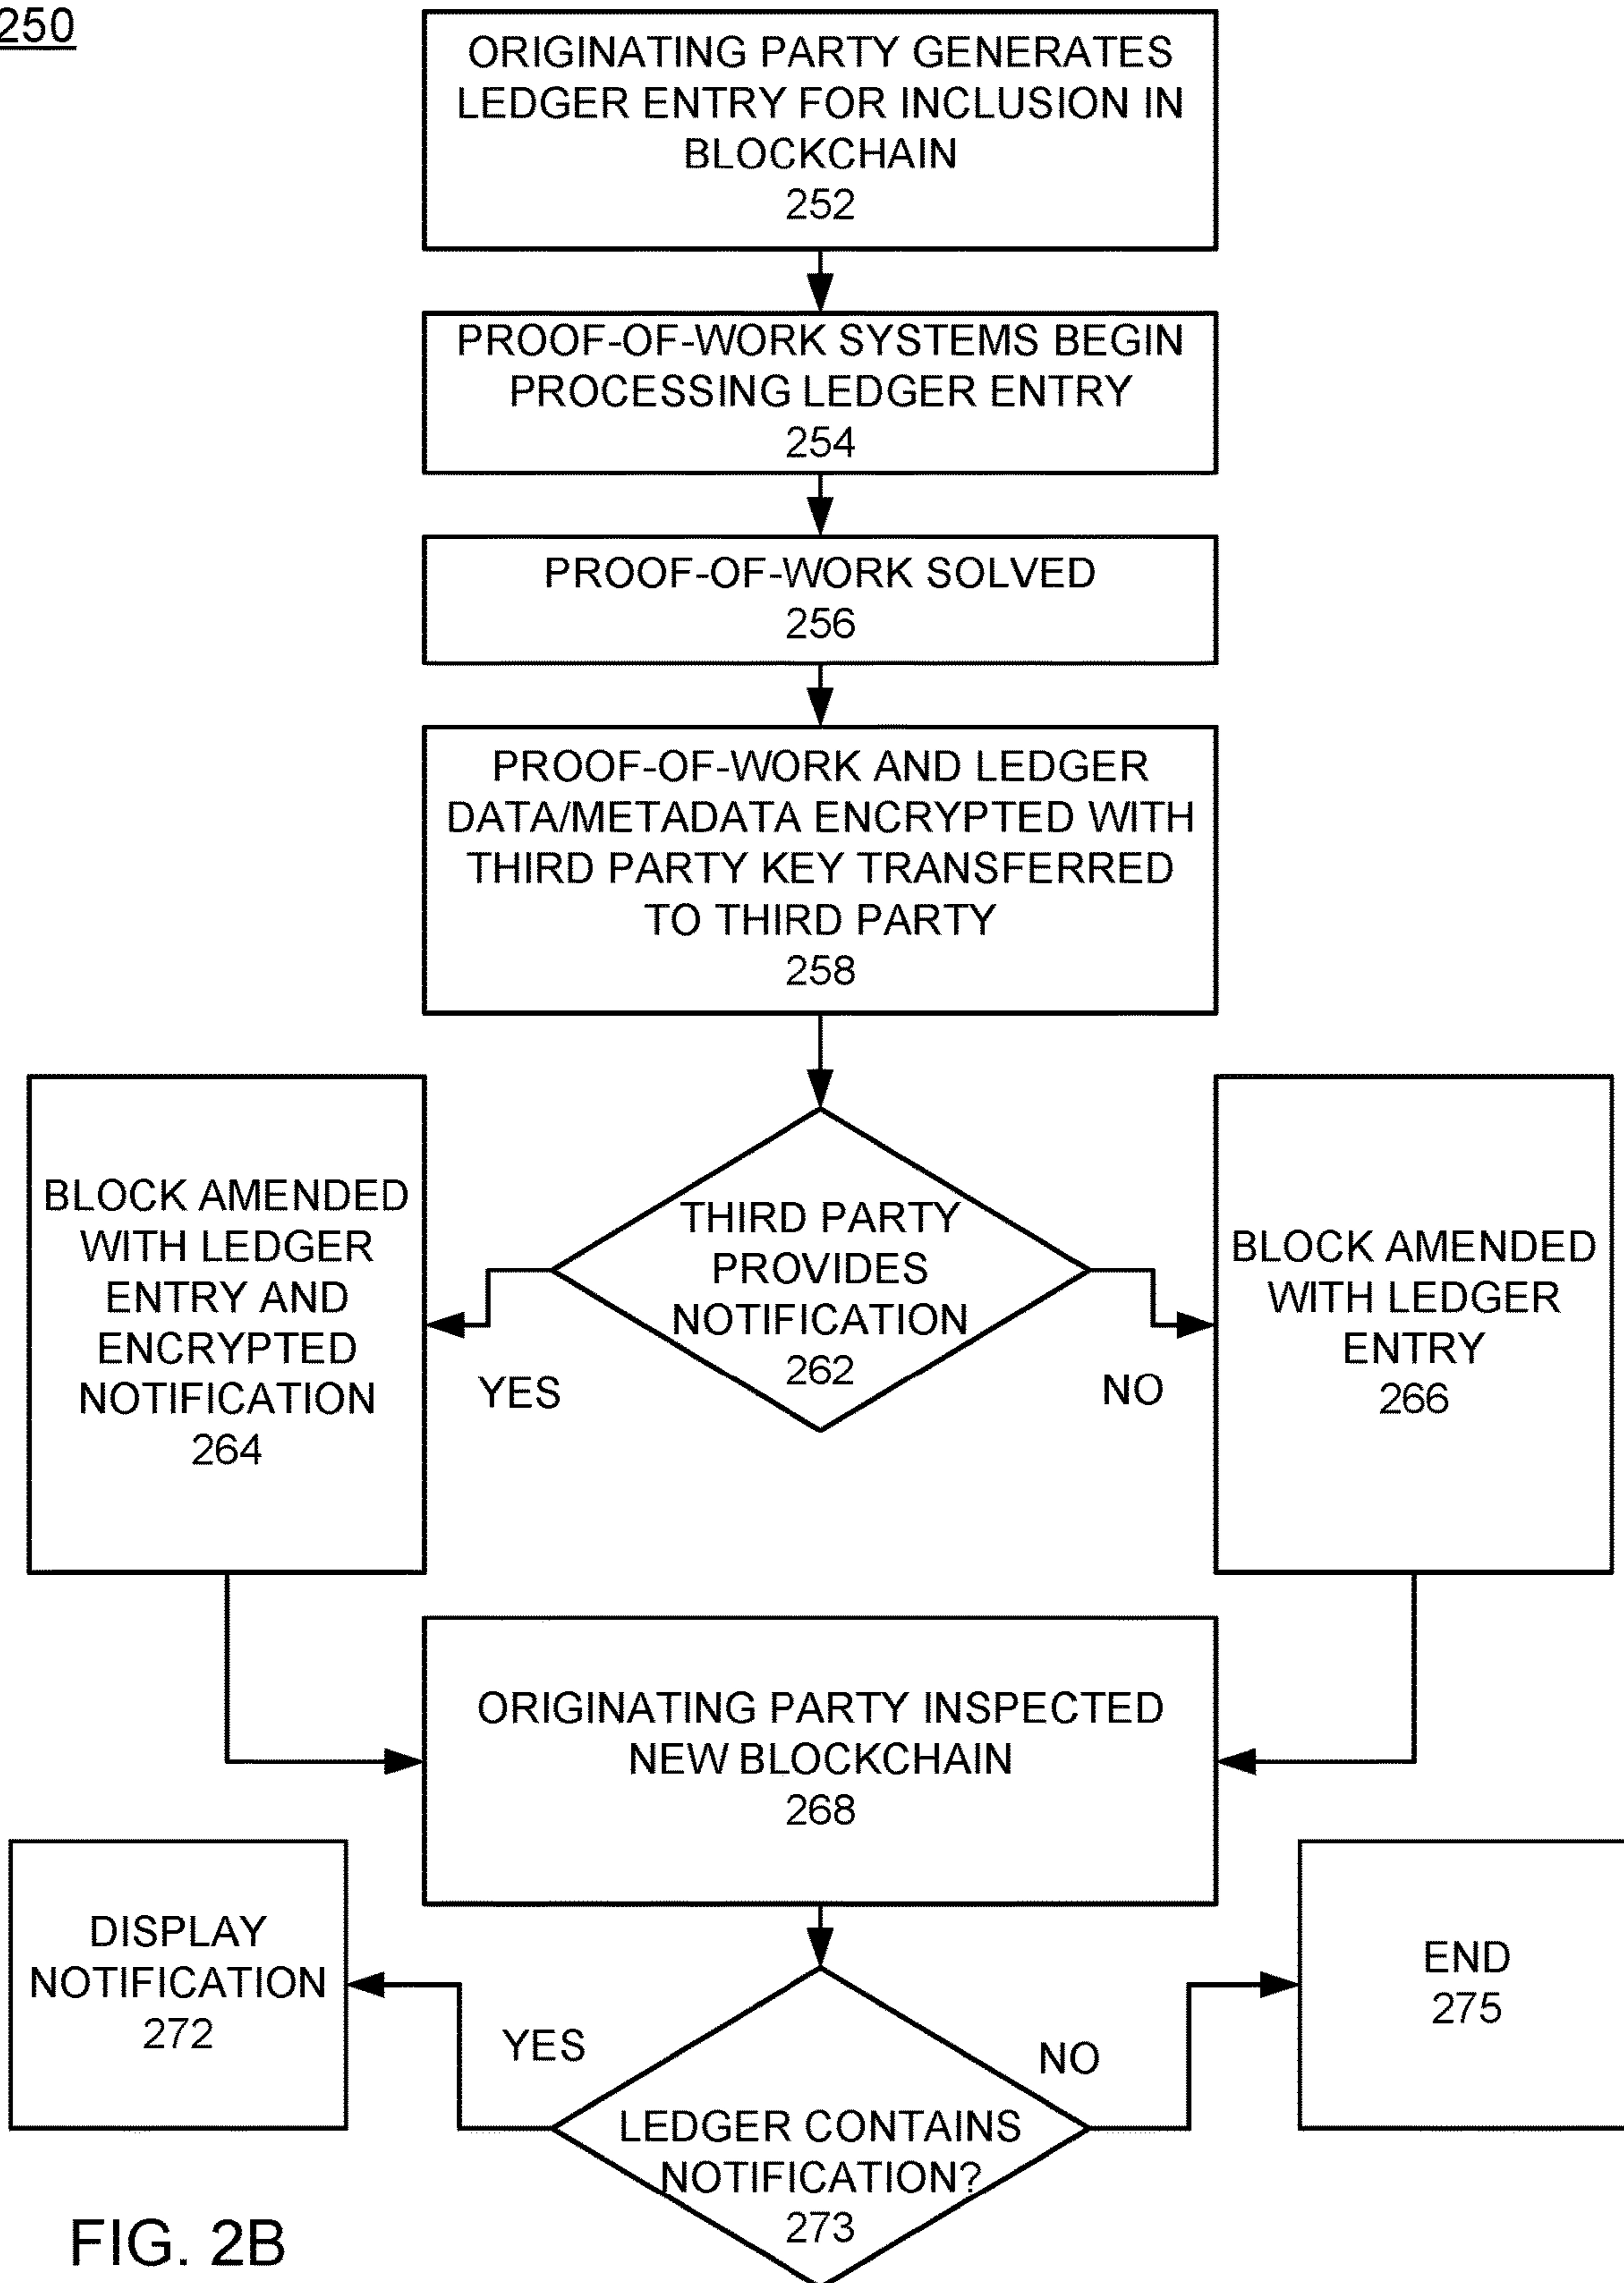 250
ORIGINATING PARTY GENERATES
LEDGER ENTRY FOR INCLUSION IN
BLOCKCHAIN
252
PROOF-OF-WORK SYSTEMS BEGIN
PROCESSING LEDGER ENTRY
254
PROOF-OF-WORK SOLVED
256
PROOF-OF-WORK AND LEDGER
DATA/METADATA ENCRYPTED WITH
THIRD PARTY KEY TRANSFERRED
TO THIRD PARTY
258
BLOCK AMENDED
WITH LEDGER
ENTRY AND
ENCRYPTED
NOTIFICATION
264
THIRD PARTY
PROVIDES
NOTIFICATION
262
YES
NO
BLOCK AMENDED
WITH LEDGER
ENTRY
266
ORIGINATING PARTY INSPECTED
NEW BLOCKCHAIN
268
DISPLAY
NOTIFICATION
272
YES
NO
END
275
LEDGER CONTAINS
NOTIFICATION?
273
FIG. 2B